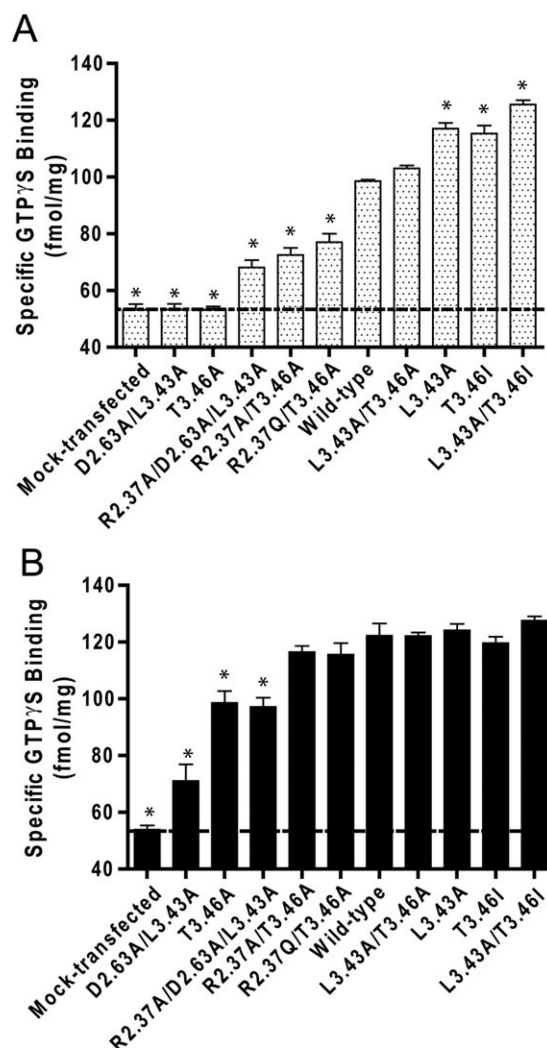 A
Specific GTPγS Binding
(fmol/mg)
140
120
100
80
60
40
* * * * * * * * *
Mock-transfected
D2.63A/L3.43A
T3.46A
R2.37A/D2.63A/L3.43A
R2.37A/T3.46A
R2.37Q/T3.46A
Wild-type
L3.43A/T3.46A
L3.43A
T3.46I
L3.43A/T3.46I
B
Specific GTPγS Binding
(fmol/mg)
140
120
100
80
60
40
* * * *
Mock-transfected
D2.63A/L3.43A
T3.46A
R2.37A/D2.63A/L3.43A
R2.37A/T3.46A
R2.37Q/T3.46A
Wild-type
L3.43A/T3.46A
L3.43A
T3.46I
L3.43A/T3.46I